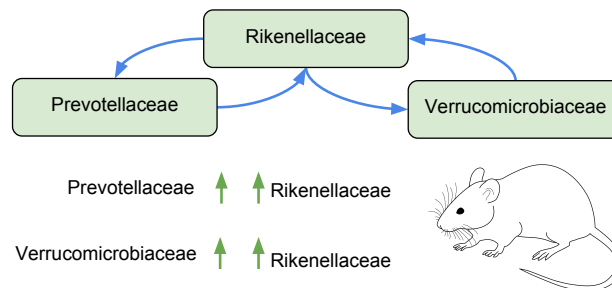 Rikenellaceae
Prevotellaceae
Verrucomicrobiaceae
Prevotellaceae Rikenellaceae
Verrucomicrobiaceae Rikenellaceae